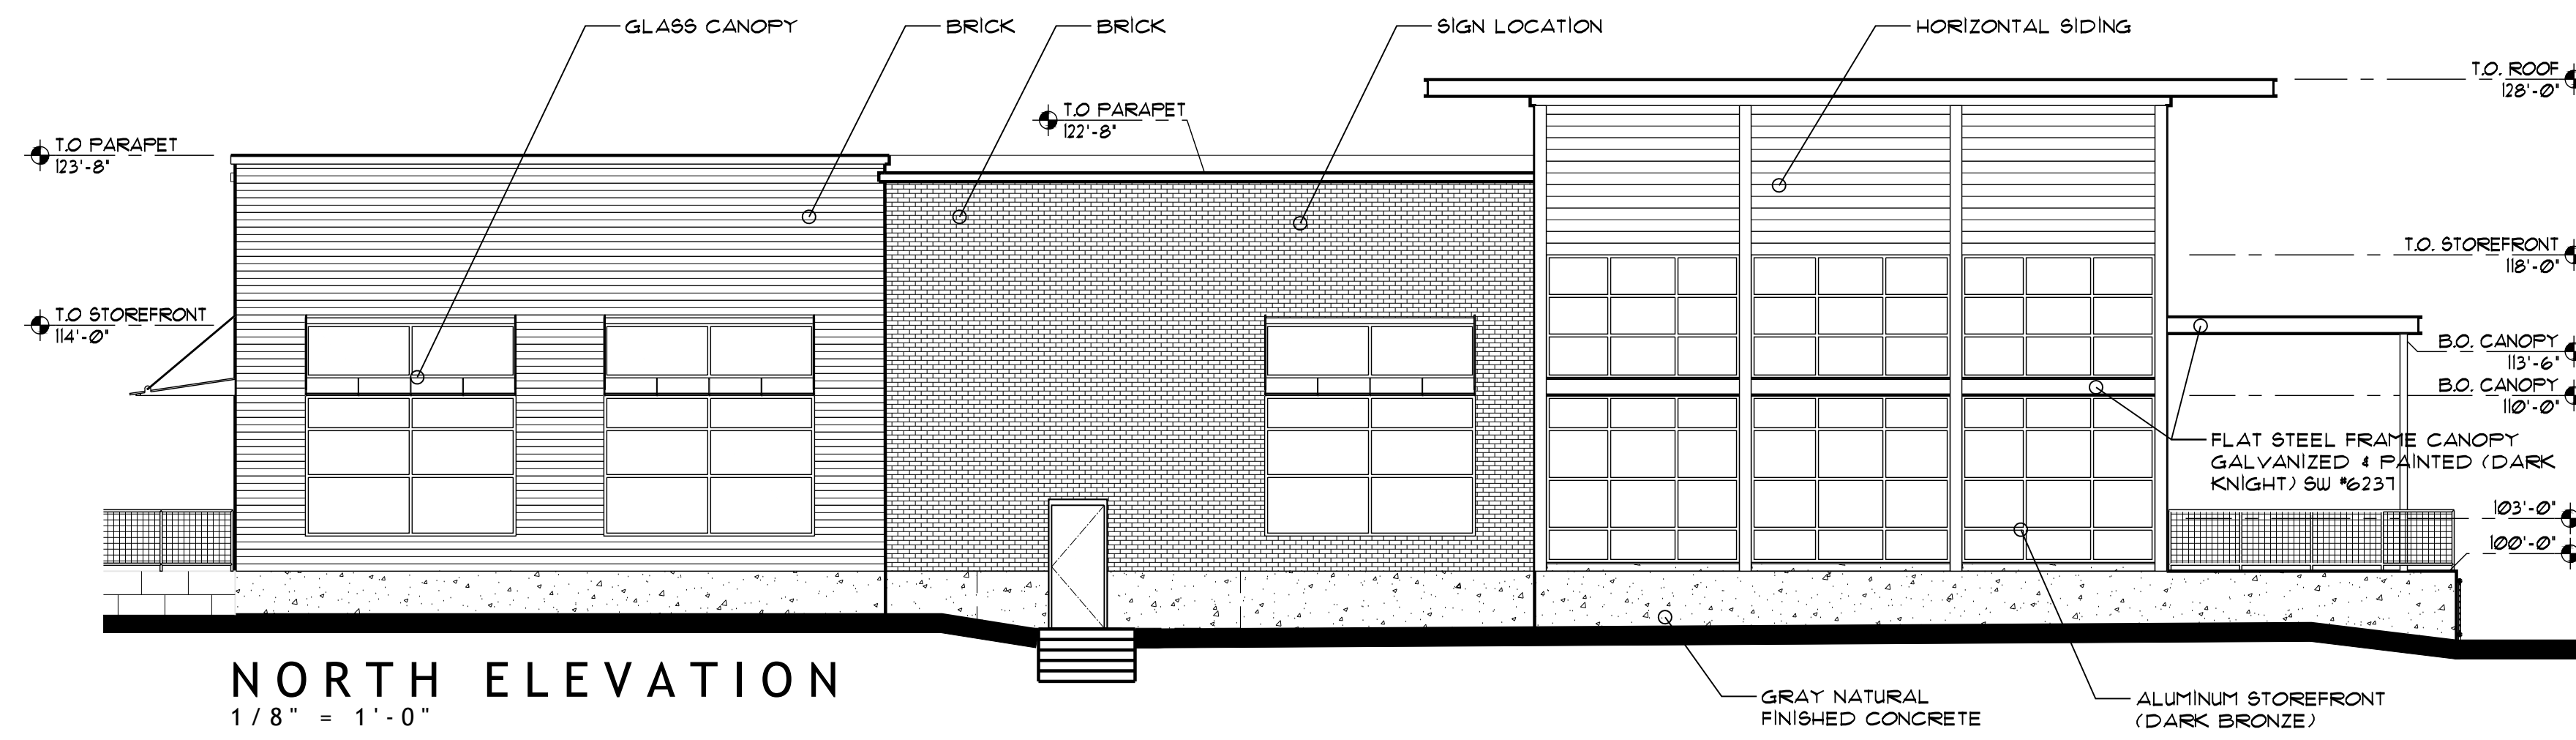 GLASS CANOPY
BRICK
BRICK
SIGN LOCATION
HORIZONTAL SIDING
T.O. ROOF
128'-0"
T.O PARAPET
122'-8"
T.O PARAPET
123'-8"
T.O. STOREFRONT
118'-0"
T.O STOREFRONT
114'-0"
B.O. CANOPY
113'-6"
B.O. CANOPY
110'-0"
FLAT STEEL FRAME CANOPY
GALVANIZED & PAINTED (DARK
KNIGHT) SW #6237
103'-0"
100'-0"
NORTH ELEVATION
1/8" = 1'-0"
GRAY NATURAL
FINISHED CONCRETE
ALUMINUM STOREFRONT
(DARK BRONZE)